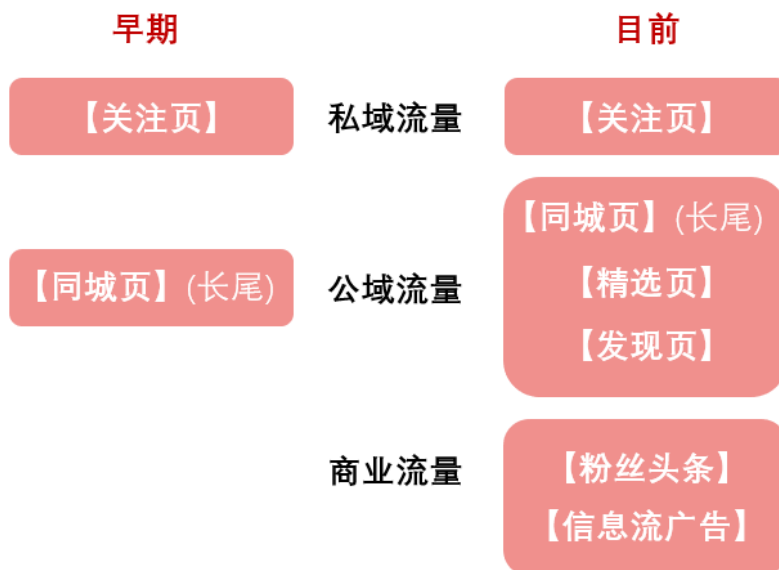 早期
目前
【关注页】
私域流量
【关注页】
【同城页】(长尾)
公域流量
【同城页】(长尾)
【精选页】
【发现页】
商业流量
【粉丝头条】
【信息流广告】